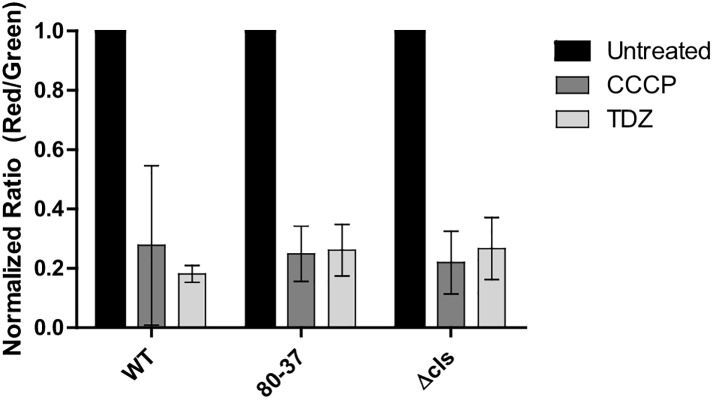 Normalized Ratio (Red/Green)
1.0
0.8
0.6
0.4
0.2
0.0
WT
80-37
Δcls
Untreated
CCCP
TDZ